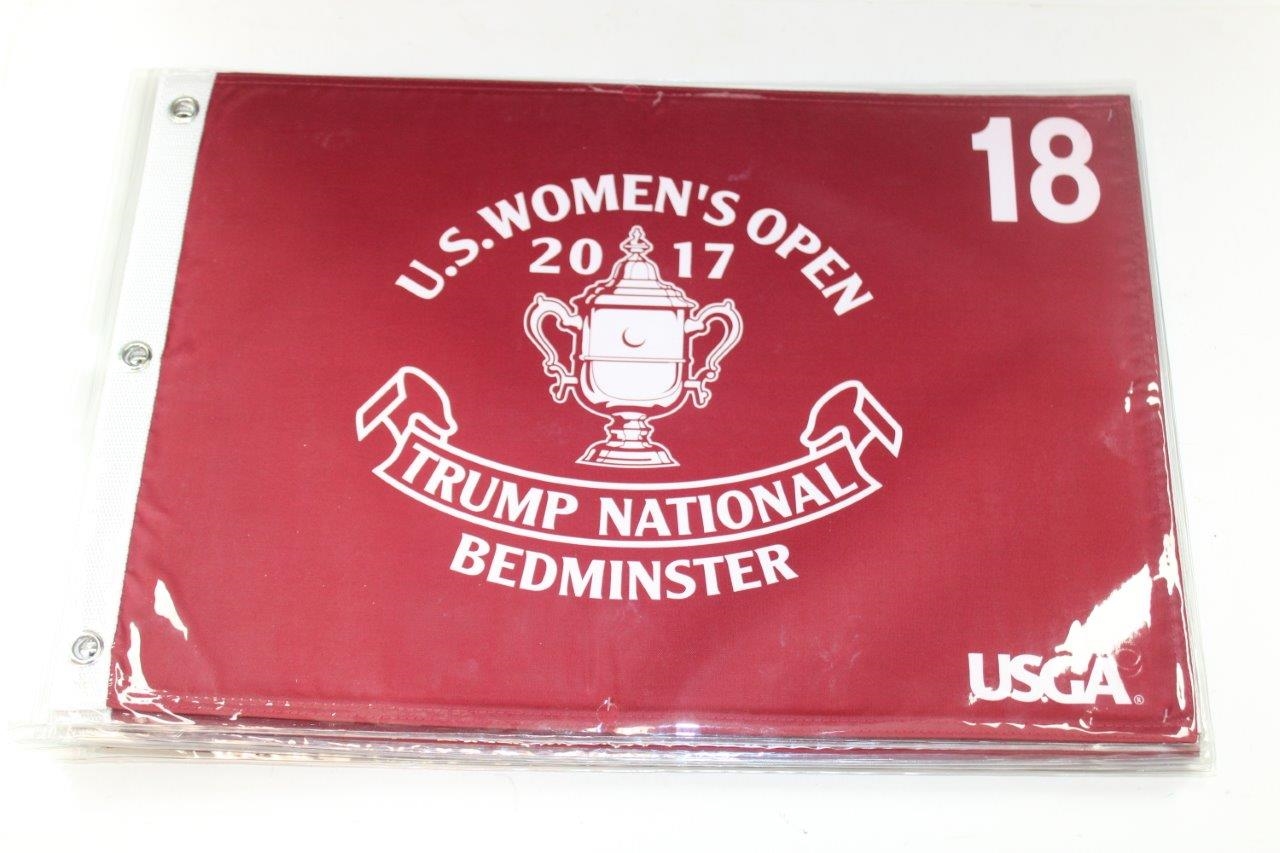 18
U.S. WOMEN'S OPEN
20 17
TRUMP NATIONAL
BEDMINSTER
USGA®